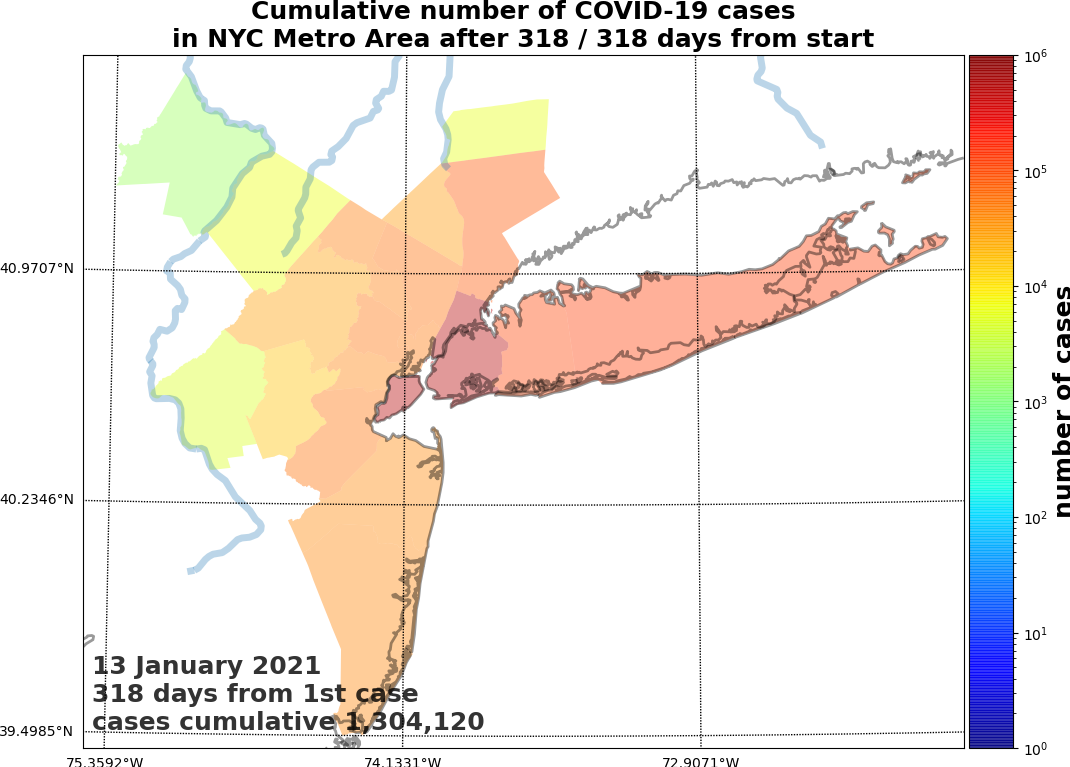 Cumulative number of COVID-19 cases
in NYC Metro Area after 318 / 318 days from start
10^6
10^5
10^4
10^3
10^2
10^1
10^0
number of cases
40.9707°N
40.2346°N
39.4985°N
13 January 2021
318 days from 1st case
cases cumulative 1,304,120
75.3592°W
74.1331°W
72.9071°W